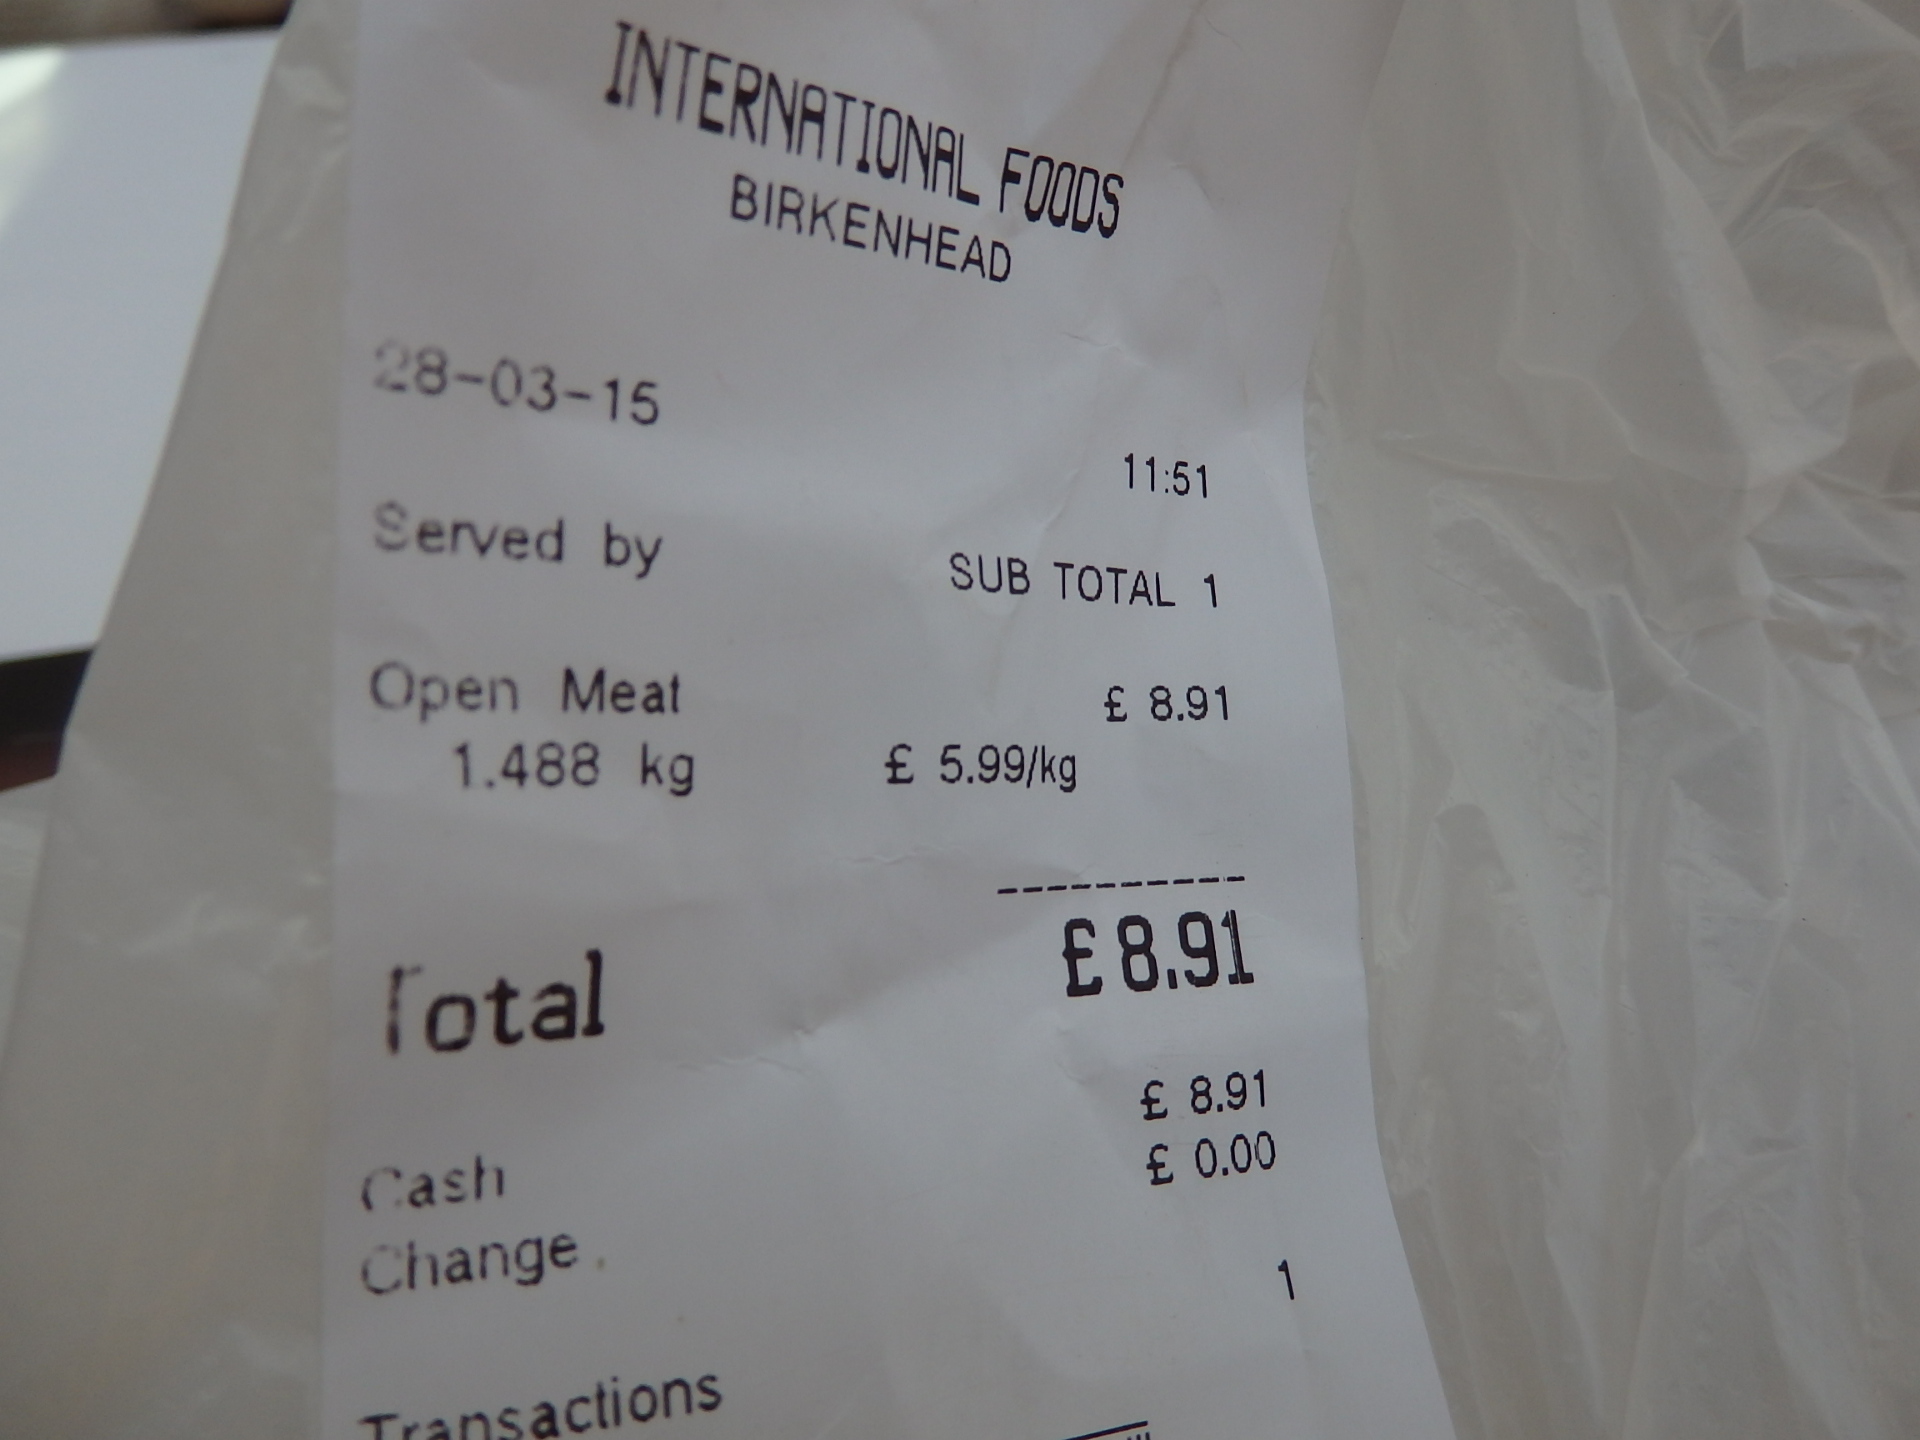 INTERNATIONAL FOODS
BIRKENHEAD
28-03-15 11:51
Served by SUB TOTAL 1
Open Meat £ 8.91
1.488 kg £ 5.99/kg
----------
Total £8.91
Cash £ 8.91
Change. £ 0.00
Transactions 1